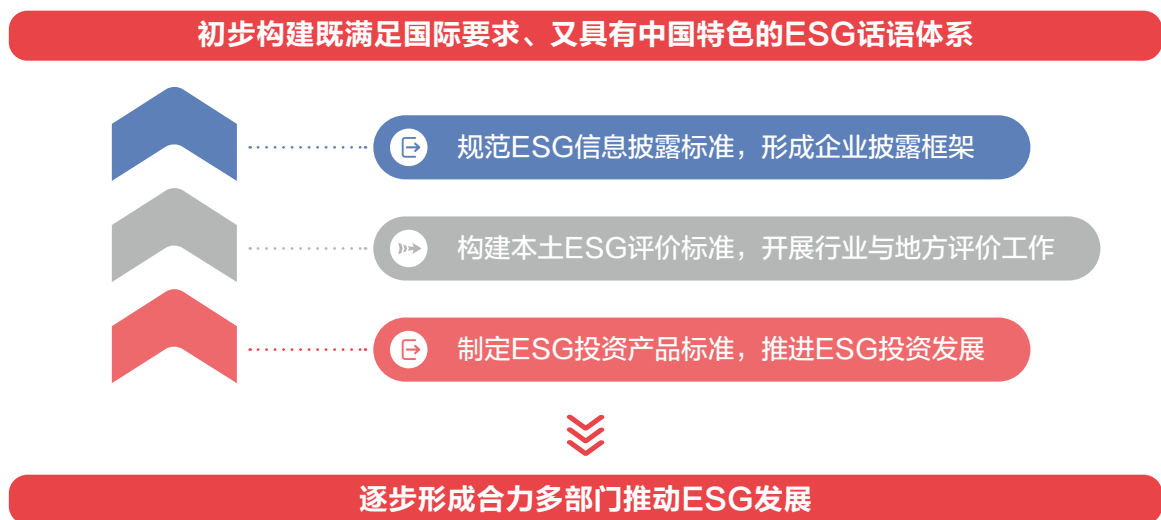 初步构建既满足国际要求、又具有中国特色的ESG话语体系
规范ESG信息披露标准，形成企业披露框架
构建本土ESG评价标准，开展行业与地方评价工作
制定ESG投资产品标准，推进ESG投资发展
逐步形成合力多部门推动ESG发展